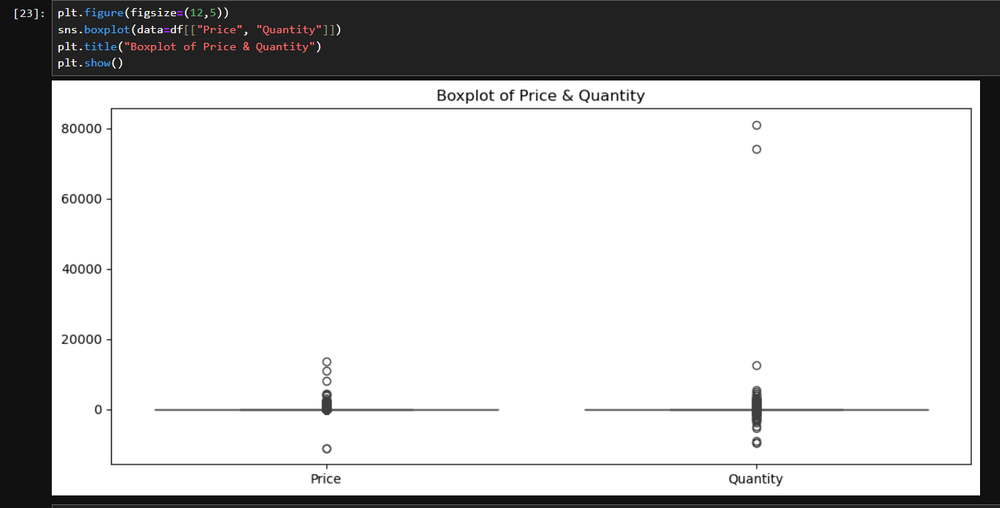 [23]: plt.figure(figsize=(12,5))
sns.boxplot(data=df[["Price", "Quantity"]])
plt.title("Boxplot of Price & Quantity")
plt.show()
Boxplot of Price & Quantity
80000
60000
40000
20000
0
Price Quantity